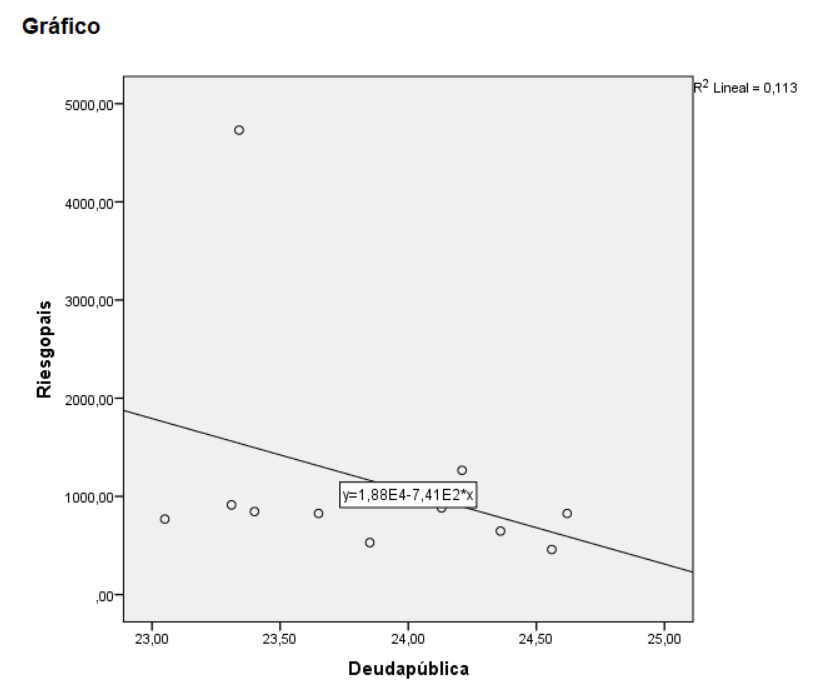 Gráfico
R² Lineal = 0,113
5000,00
4000,00
3000,00
2000,00
1000,00
,00
Riesgopais
y=1,88E4-7,41E2*x
23,00 23,50 24,00 24,50 25,00
Deudapública